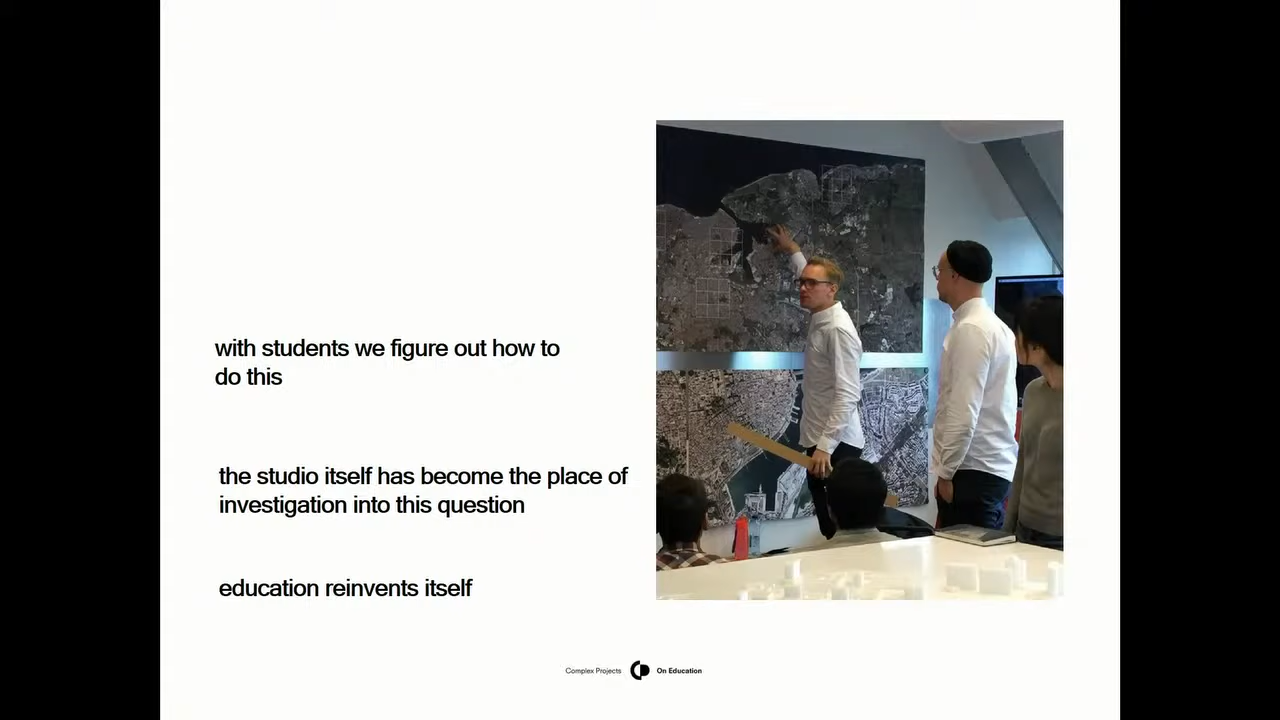 with students we figure out how to
do this
the studio itself has become the place of
investigation into this question
education reinvents itself
Complex Projects
On Education